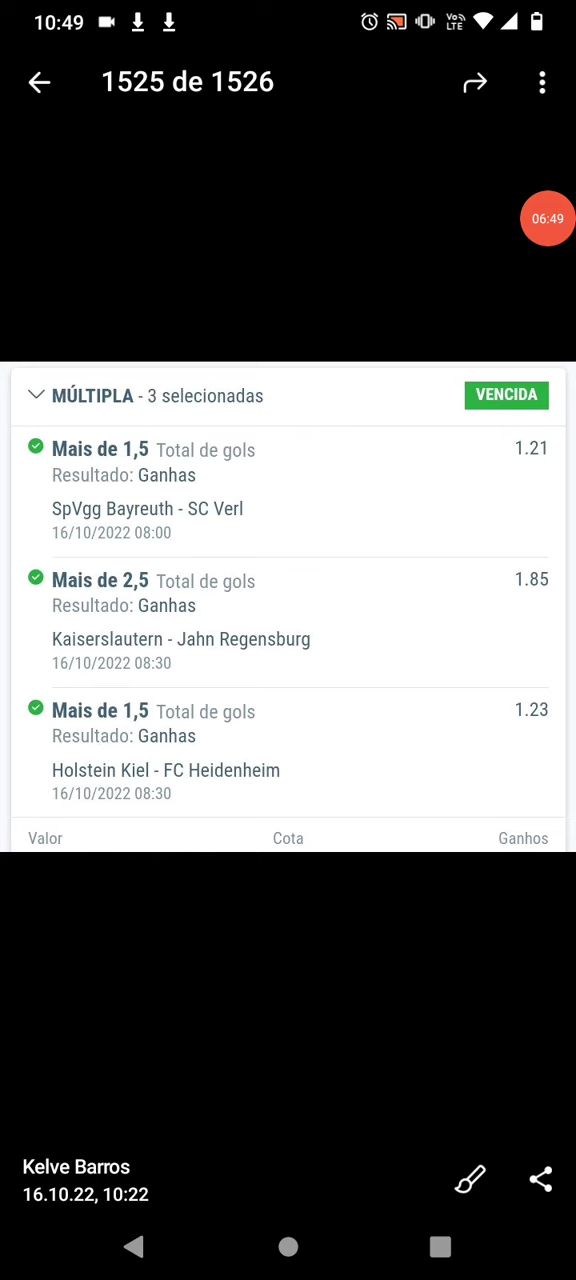 10:49
Vo) LTE
1525 de 1526
06:49
MÚLTIPLA - 3 selecionadas
VENCIDA
Mais de 1,5 Total de gols 1.21
Resultado: Ganhas
SpVgg Bayreuth - SC Verl
16/10/2022 08:00
Mais de 2,5 Total de gols 1.85
Resultado: Ganhas
Kaiserslautern - Jahn Regensburg
16/10/2022 08:30
Mais de 1,5 Total de gols 1.23
Resultado: Ganhas
Holstein Kiel - FC Heidenheim
16/10/2022 08:30
Valor Cota Ganhos
Kelve Barros
16.10.22, 10:22